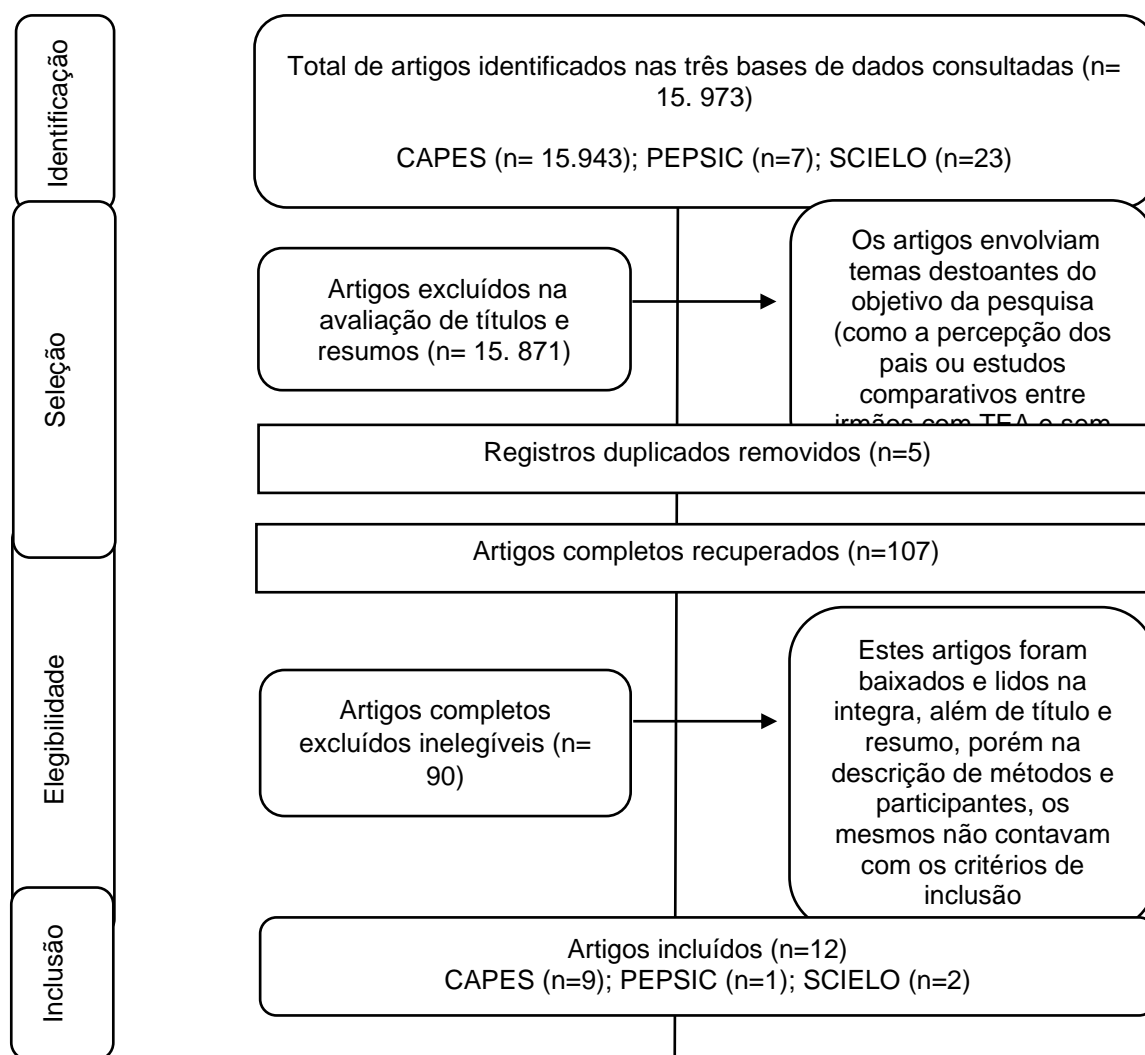 Identificação
Total de artigos identificados nas três bases de dados consultadas (n=
15. 973)
CAPES (n= 15.943); PEPSIC (n=7); SCIELO (n=23)
Seleção
Artigos excluídos na
avaliação de títulos e
resumos (n= 15. 871)
Os artigos envolviam
temas destoantes do
objetivo da pesquisa
(como a percepção dos
pais ou estudos
comparativos entre
irmãos com TEA e sem
Registros duplicados removidos (n=5)
Artigos completos recuperados (n=107)
Elegibilidade
Artigos completos
excluídos inelegíveis (n=
90)
Estes artigos foram
baixados e lidos na
integra, além de título e
resumo, porém na
descrição de métodos e
participantes, os
mesmos não contavam
com os critérios de
inclusão
Inclusão
Artigos incluídos (n=12)
CAPES (n=9); PEPSIC (n=1); SCIELO (n=2)